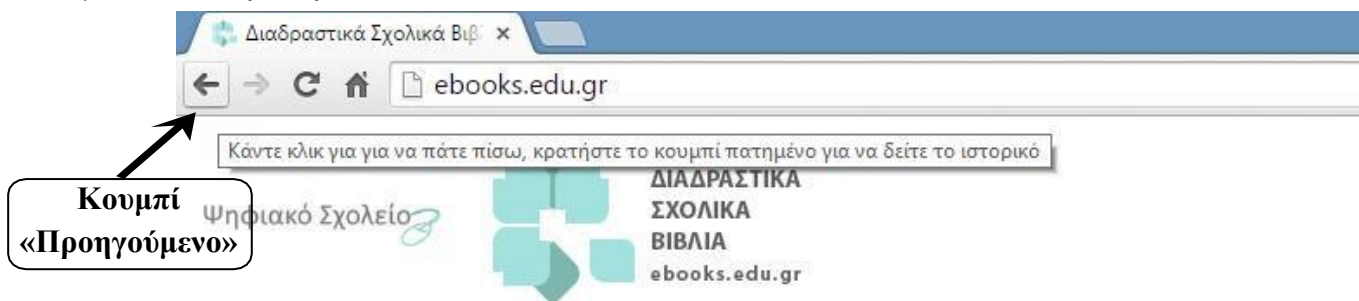 Διαδραστικά Σχολικά Βιβ
ebooks.edu.gr
Κάντε κλικ για για να πάτε πίσω, κρατήστε το κουμπί πατημένο για να δείτε το ιστορικό
Κουμπί
«Προηγούμενο»
Ψηφιακό Σχολείο
ΔΙΑΔΡΑΣΤΙΚΑ
ΣΧΟΛΙΚΑ
ΒΙΒΛΙΑ
ebooks.edu.gr